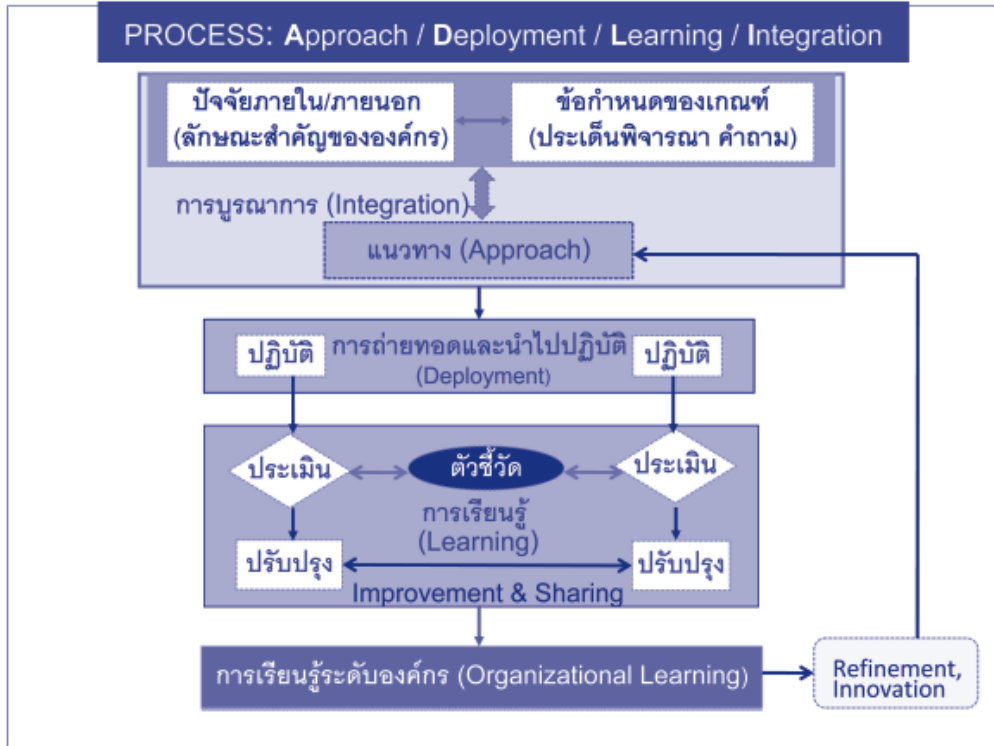 PROCESS: Approach / Deployment / Learning / Integration
ปัจจัยภายใน/ภายนอก
(ลักษณะสำคัญขององค์กร)
ข้อกำหนดของเกณฑ์
(ประเด็นพิจารณา คำถาม)
การบูรณาการ (Integration)
แนวทาง (Approach)
ปฏิบัติ
การถ่ายทอดและนำไปปฏิบัติ
(Deployment)
ปฏิบัติ
ประเมิน
ตัวชี้วัด
ประเมิน
การเรียนรู้
(Learning)
ปรับปรุง
ปรับปรุง
Improvement & Sharing
การเรียนรู้ระดับองค์กร (Organizational Learning)
Refinement,
Innovation